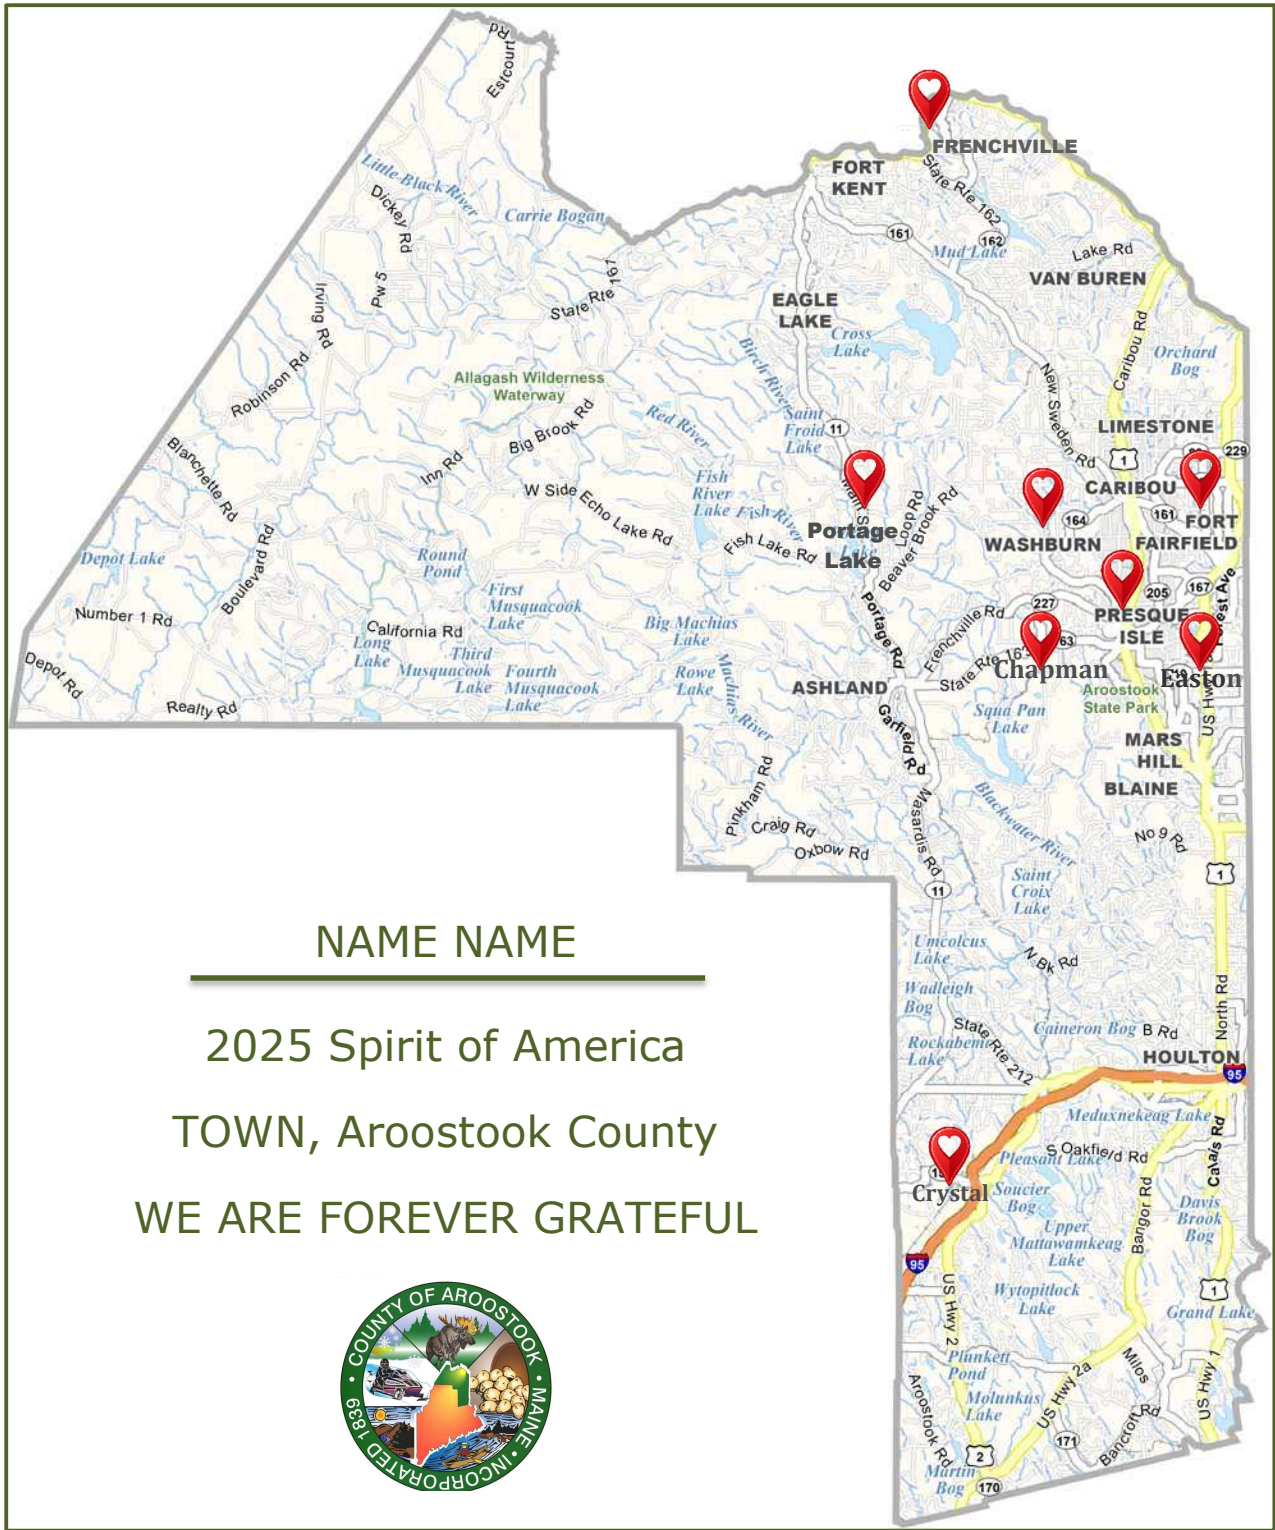 Estcourt Rd
FRENCHVILLE
FORT
KENT
State Rte 162
Little Black River
Dickey Rd
Carrie Bogan
161
162
Mud Lake
Lake Rd
VAN BUREN
Pw 5
Irving Rd
State Rte 161
EAGLE
LAKE
Cross
Lake
Caribou Rd
Orchard
Bog
Birch River
Robinson Rd
Allagash Wilderness
Waterway
New Sweden Rd
Big Brook Rd
Red River
Saint
Froid
Lake
11
LIMESTONE
1
229
Blanchette Rd
Inn Rd
W Side Echo Lake Rd
Fish
River
Lake
Fish River
Main S
Loop Rd
Beaver Brook Rd
CARIBOU
164
161
FORT
FAIRFIELD
Portage
Lake
Lake
WASHBURN
Fish Lake Rd
Depot Lake
Boulevard Rd
Round
Pond
First
Musquacook
Lake
205
167
Forest Ave
Number 1 Rd
California Rd
Big Machias
Lake
Portage Rd
Frenchville Rd
227
PRESQUE
ISLE
Long
Lake
Third
Musquacook
Lake
Fourth
Musquacook
Lake
Rowe
Lake
Machias River
State Rte 163
63
Chapman
Easton
Depot Rd
Realty Rd
ASHLAND
Aroostook
State Park
US Hwy
Garfield Rd
Squa Pan
Lake
MARS
HILL
BLAINE
Pinkham Rd
Craig Rd
Oxbow Rd
Masardis Rd
Blackwater River
No 9 Rd
1
11
Saint
Croix
Lake
NAME NAME
Umcolcus
Lake
N Bk Rd
Wadleigh
Bog
North Rd
2025 Spirit of America
State Rte 212
Caineron Bog
B Rd
Rockabema
Lake
HOULTON
95
TOWN, Aroostook County
Meduxnekeag Lake
Calais Rd
S Oakfield Rd
Pleasant Lake
Crystal
WE ARE FOREVER GRATEFUL
Soucier
Bog
Bangor Rd
Davis
Brook
Bog
Upper
Mattawamkeag
Lake
95
US Hwy 2
Wytopitlock
Lake
1
Grand Lake
COUNTY OF AROOSTOOK • MAINE • INCORPORATED 1839 •
Plunkett
Pond
US Hwy 2a
Milos
US Hwy 1
Aroostook Rd
Molunkus
Lake
Bancroft Rd
171
2
Martin
Bog
170